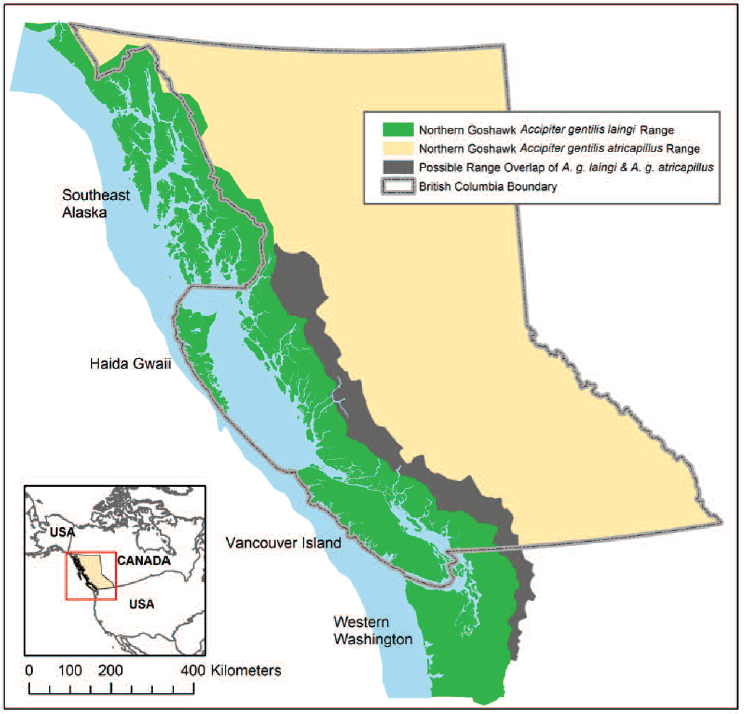 Northern Goshawk Accipiter gentilis laingi Range
Northern Goshawk Accipiter gentilis atricapillus Range
Possible Range Overlap of A. g. laingi & A. g. atricapillus
British Columbia Boundary
Southeast
Alaska
Haida Gwaii
Vancouver Island
Western
Washington
USA
CANADA
USA
0 100 200 400 Kilometers